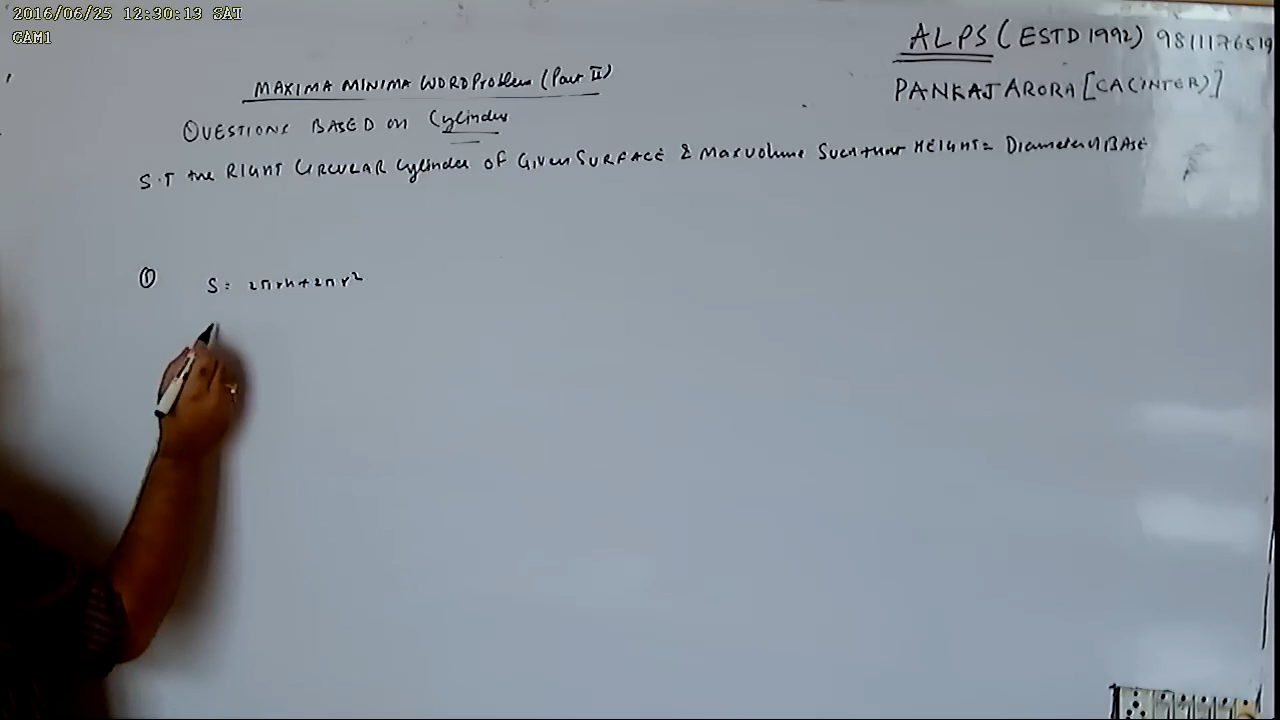 2016/06/25 12:30:13 SAT
CAM1
ALPS (ESTD 1992) 9811176519
PANKAJ ARORA [CA(INTER)]
MAXIMA MINIMA WORD Problem (Part II)
QUESTIONS BASED ON Cylinder
S.T the RIGHT CIRCULAR Cylinder of Given SURFACE & Max volume Such that HEIGHT = Diameter of BASE
① S = 2πrh + 2πr²